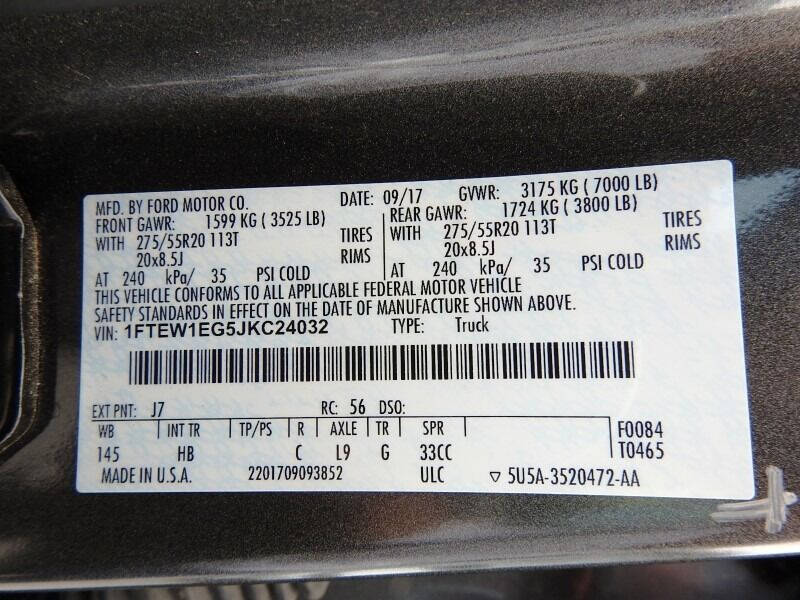 MFD. BY FORD MOTOR CO. DATE: 09/17 GVWR: 3175 KG ( 7000 LB)
FRONT GAWR: 1599 KG ( 3525 LB) REAR GAWR: 1724 KG ( 3800 LB)
WITH 275/55R20 113T TIRES WITH 275/55R20 113T TIRES
20x8.5J RIMS 20x8.5J RIMS
AT 240 kPa/ 35 PSI COLD AT 240 kPa/ 35 PSI COLD
THIS VEHICLE CONFORMS TO ALL APPLICABLE FEDERAL MOTOR VEHICLE
SAFETY STANDARDS IN EFFECT ON THE DATE OF MANUFACTURE SHOWN ABOVE.
VIN: 1FTEW1EG5JKC24032 TYPE: Truck
EXT PNT: J7 RC: 56 DSO:
WB INT TR TP/PS R AXLE TR SPR F0084
145 HB C L9 G 33CC T0465
MADE IN U.S.A. 2201709093852 ULC ▽ 5U5A-3520472-AA